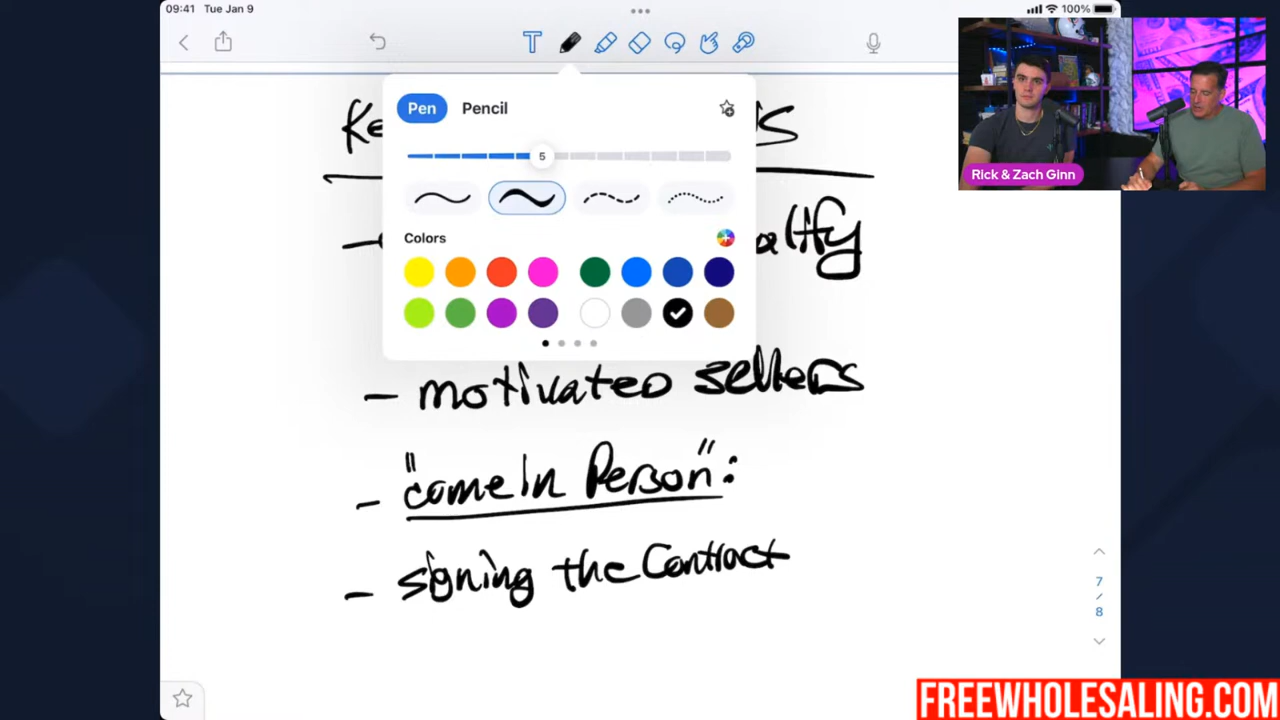 09:41 Tue Jan 9
100%
T
Pen Pencil
5
Colors
Rick & Zach Ginn
- motivated sellers
- "come In Person":
- signing the Contract
7
/
8
FREEWHOLESALING.COM